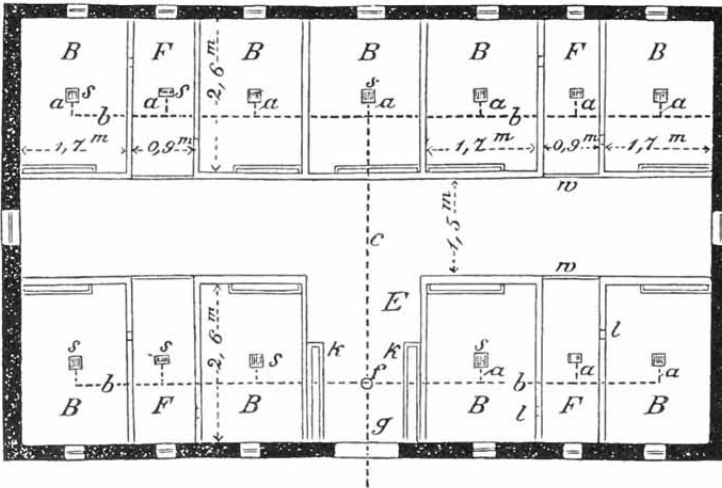 B F B B B F B
s s s
a a a a a a a
b b
2,6 m
1,7 m 0,9 m 1,7 m 0,9 m 1,7 m
w
c 1,5 m
w
E
k k l
s s s s
2,6 m
f a a a
b b
B F B B F B
g l